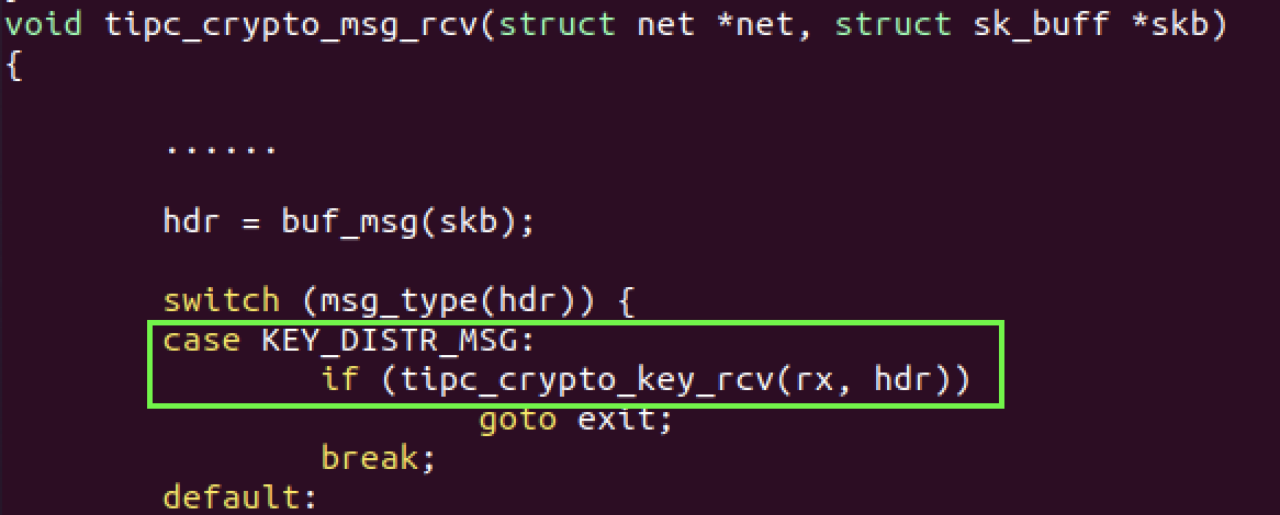 void tipc_crypto_msg_rcv(struct net *net, struct sk_buff *skb)
{
......
hdr = buf_msg(skb);
switch (msg_type(hdr)) {
case KEY_DISTR_MSG:
if (tipc_crypto_key_rcv(rx, hdr))
goto exit;
break;
default: